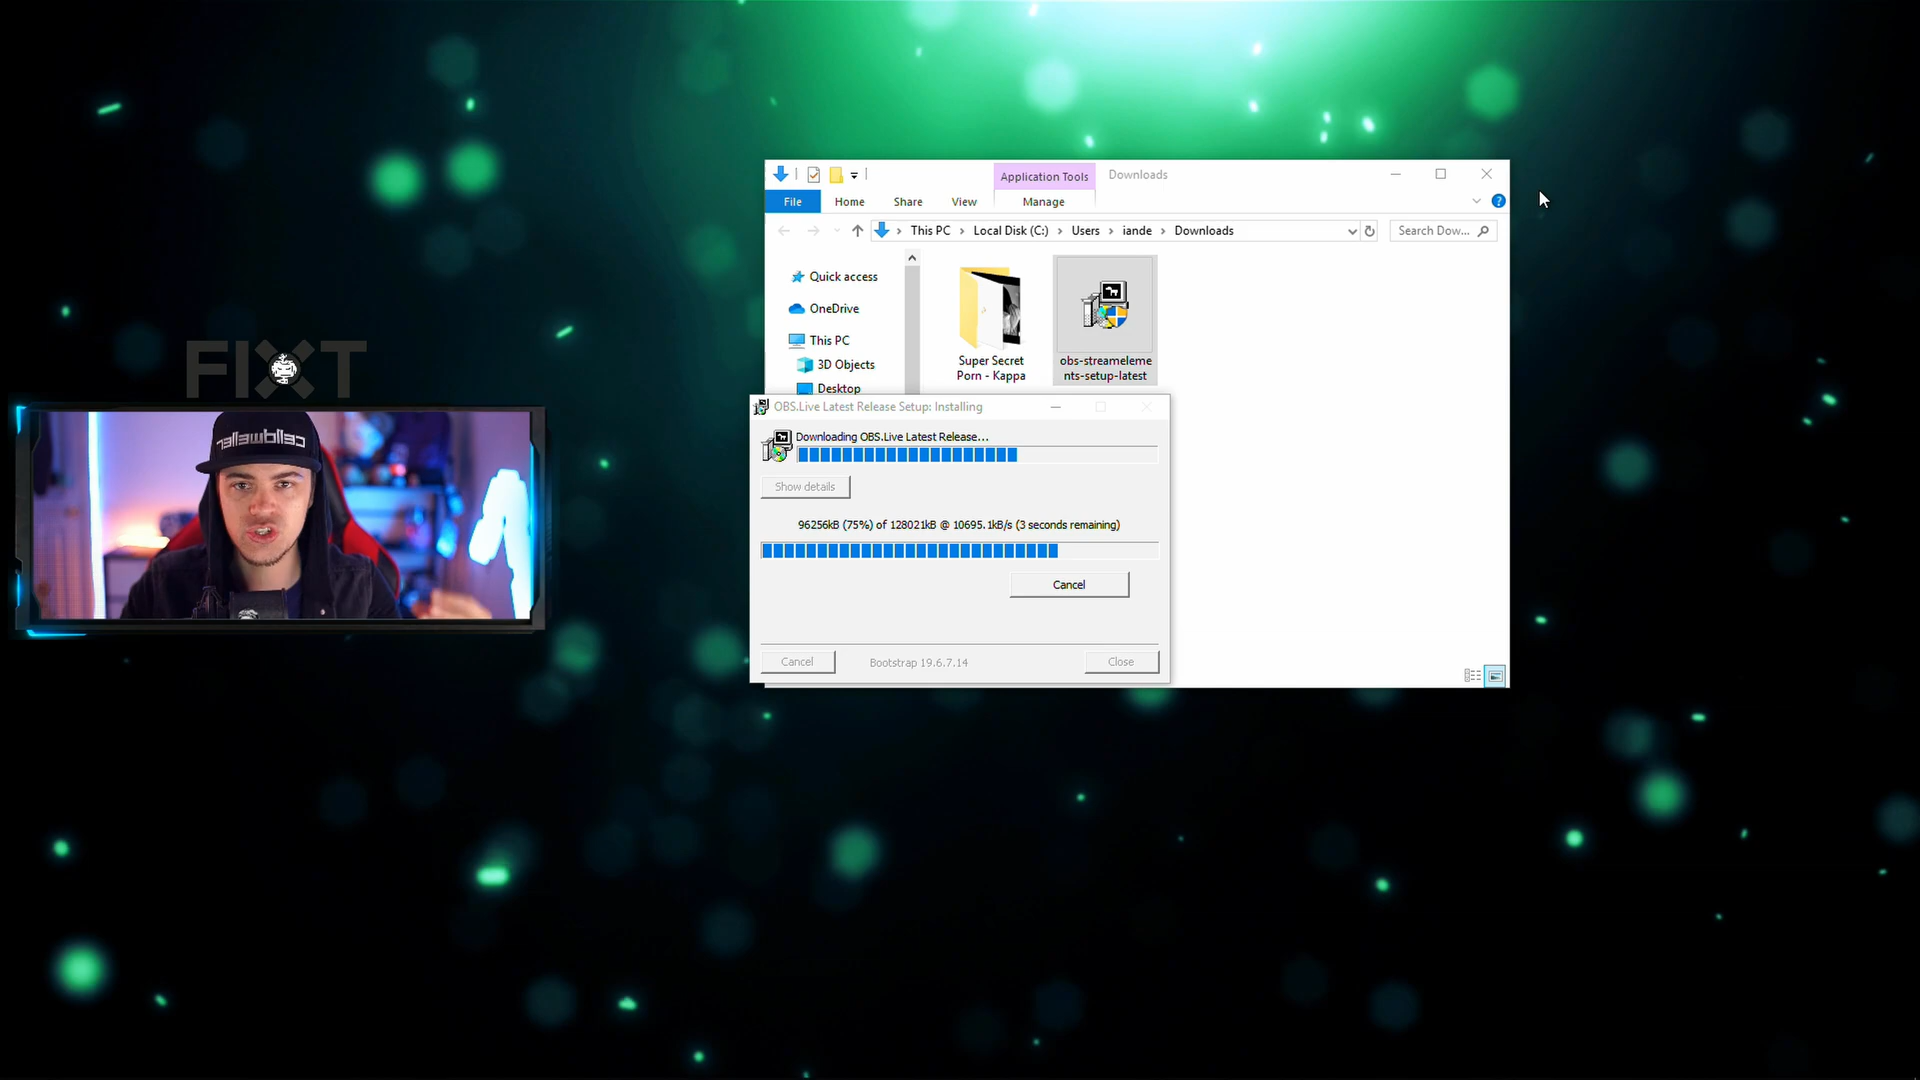 Application Tools
Downloads
File
Home
Share
View
Manage
This PC
Local Disk (C:)
Users
iande
Downloads
Search Dow...
Quick access
OneDrive
This PC
3D Objects
Desktop
Super Secret
Porn - Kappa
obs-streameleme
nts-setup-latest
FIXT
celldweller
OBS.Live Latest Release Setup: Installing
Downloading OBS.Live Latest Release...
Show details
96256kB (75%) of 128021kB @ 10695.1kB/s (3 seconds remaining)
Cancel
Cancel
Bootstrap 19.6.7.14
Close